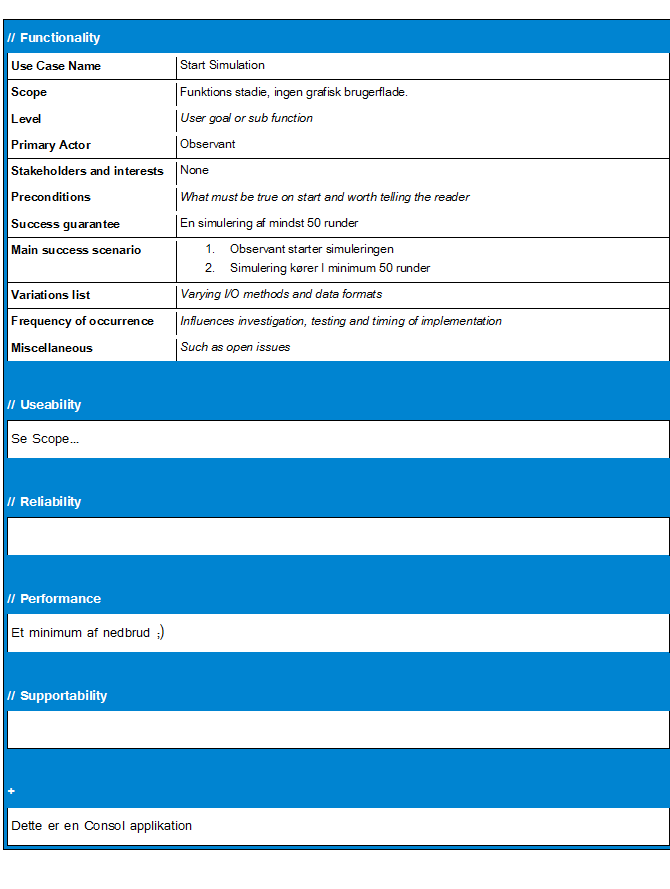 // Functionality
Use Case Name Start Simulation
Scope Funktions stadie, ingen grafisk brugerflade.
Level User goal or sub function
Primary Actor Observant
Stakeholders and interests None
Preconditions What must be true on start and worth telling the reader
Success guarantee En simulering af mindst 50 runder
Main success scenario 1. Observant starter simuleringen
2. Simulering kører I minimum 50 runder
Variations list Varying I/O methods and data formats
Frequency of occurrence Influences investigation, testing and timing of implementation
Miscellaneous Such as open issues
// Useability
Se Scope...
// Reliability
// Performance
Et minimum af nedbrud ;)
// Supportability
+
Dette er en Consol applikation